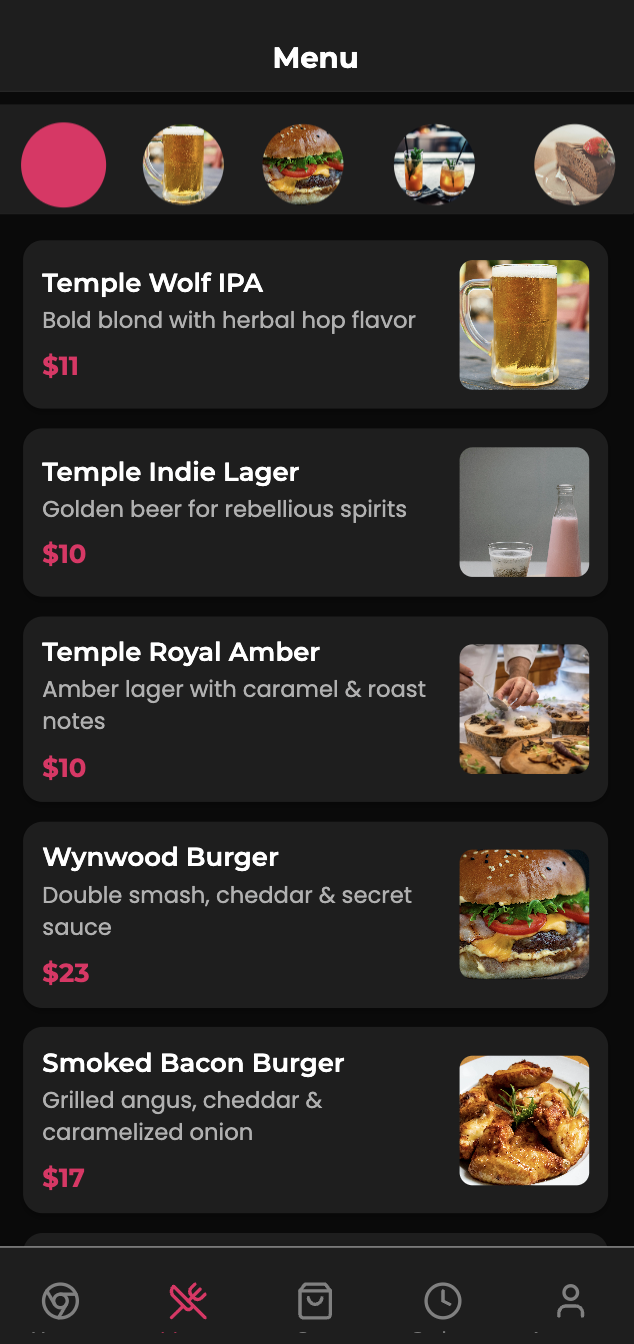 Menu
Temple Wolf IPA
Bold blond with herbal hop flavor
$11
Temple Indie Lager
Golden beer for rebellious spirits
$10
Temple Royal Amber
Amber lager with caramel & roast
notes
$10
Wynwood Burger
Double smash, cheddar & secret
sauce
$23
Smoked Bacon Burger
Grilled angus, cheddar &
caramelized onion
$17